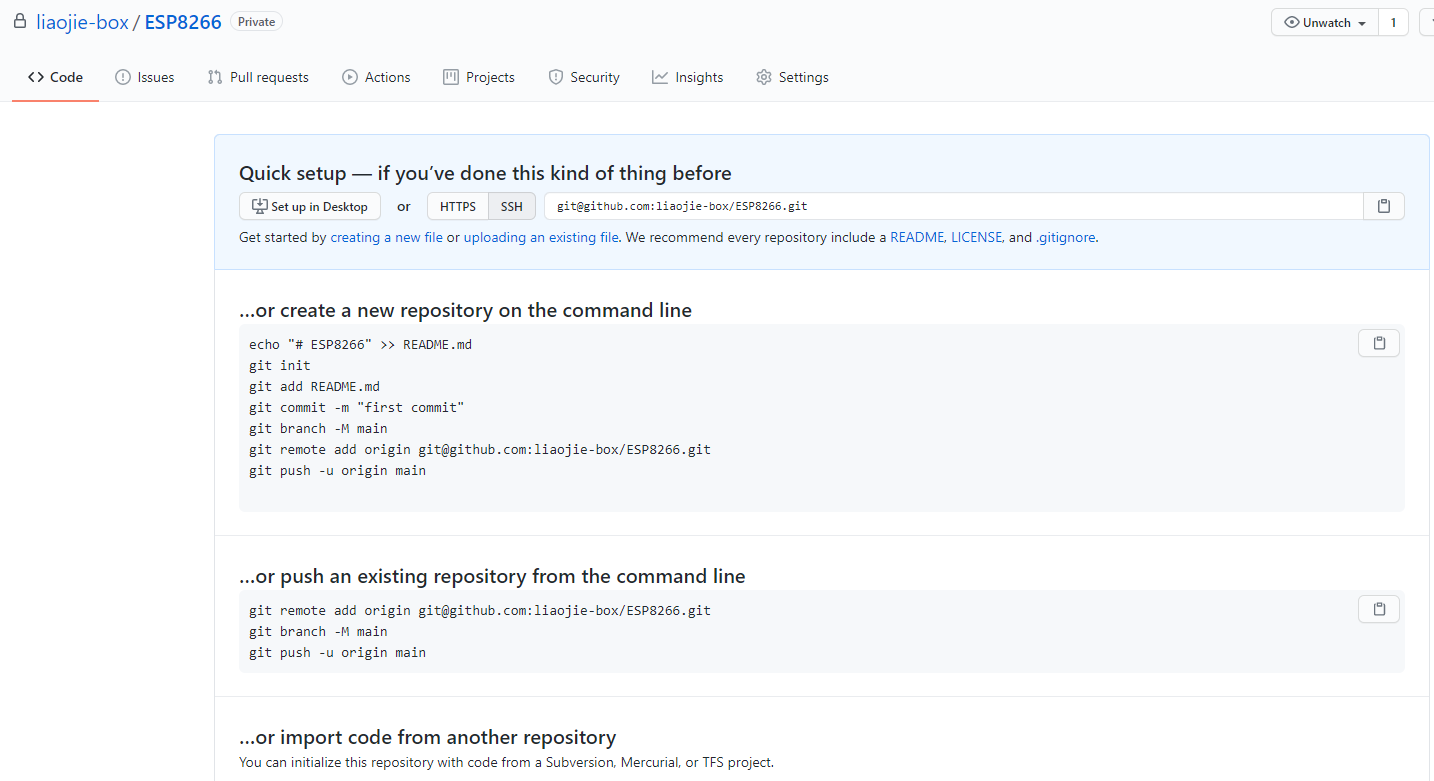 liaojie-box / ESP8266 Private
Unwatch 1
Code Issues Pull requests Actions Projects Security Insights Settings
Quick setup — if you’ve done this kind of thing before
Set up in Desktop or HTTPS SSH git@github.com:liaojie-box/ESP8266.git
Get started by creating a new file or uploading an existing file. We recommend every repository include a README, LICENSE, and .gitignore.
…or create a new repository on the command line
echo "# ESP8266" >> README.md
git init
git add README.md
git commit -m "first commit"
git branch -M main
git remote add origin git@github.com:liaojie-box/ESP8266.git
git push -u origin main
…or push an existing repository from the command line
git remote add origin git@github.com:liaojie-box/ESP8266.git
git branch -M main
git push -u origin main
…or import code from another repository
You can initialize this repository with code from a Subversion, Mercurial, or TFS project.